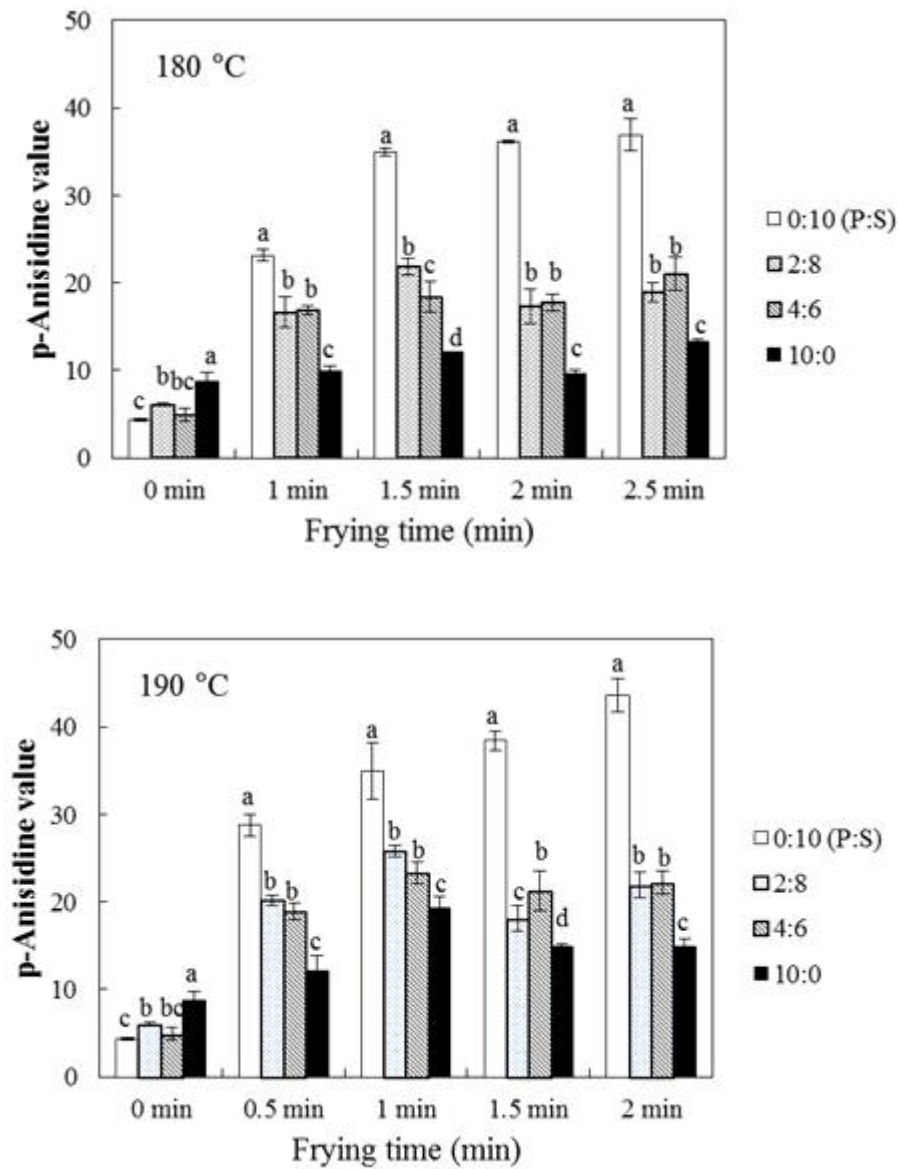 50
180 °C
40
30
20
10
0
p-Anisidine value
a
a
a
a
a
b
b
b
c
b
b
b
b
c
b
bc
a
c
c
d
c
c
0 min
1 min
1.5 min
2 min
2.5 min
Frying time (min)
0:10 (P:S)
2:8
4:6
10:0
50
190 °C
40
30
20
10
0
p-Anisidine value
c
b
bc
a
a
b
b
c
a
b
b
c
a
c
b
d
a
b
b
c
0 min
0.5 min
1 min
1.5 min
2 min
Frying time (min)
0:10 (P:S)
2:8
4:6
10:0